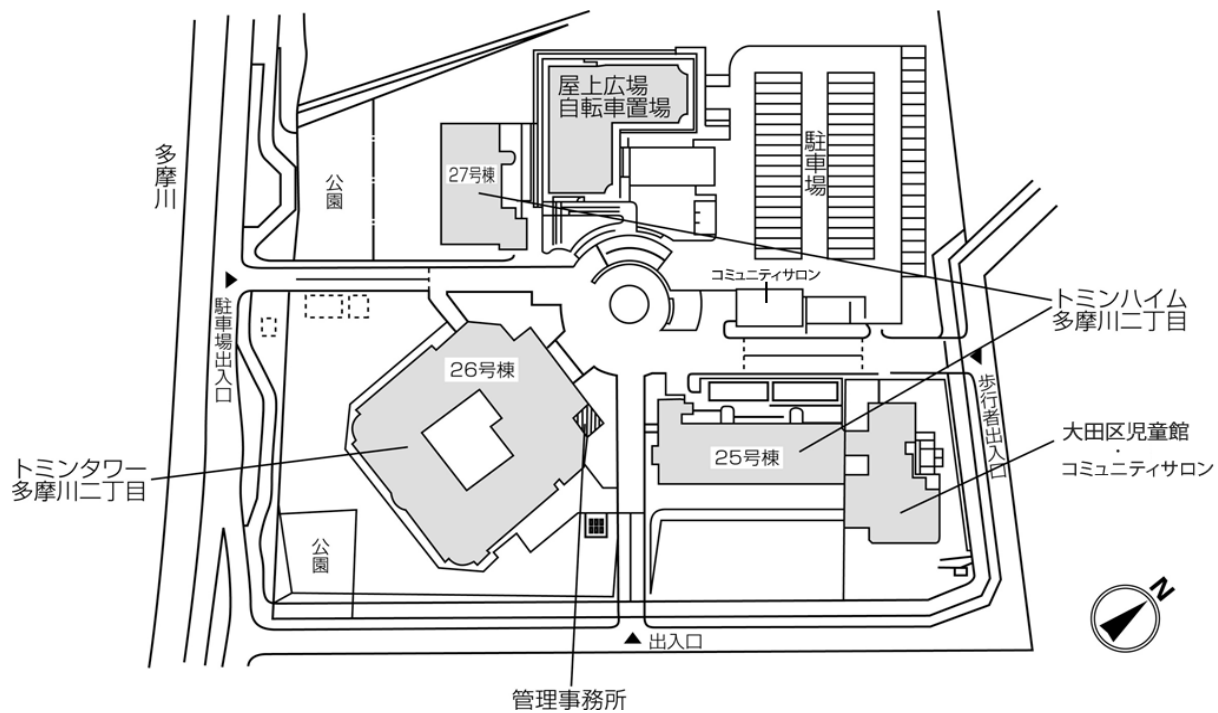 屋上広場
自転車置場
多摩川
27号棟
公園
駐車場
コミュニティサロン
トミンハイム
多摩川二丁目
駐車場出入口
26号棟
歩行者出入口
大田区児童館
・
コミュニティサロン
25号棟
トミンタワー
多摩川二丁目
公園
N
出入口
管理事務所